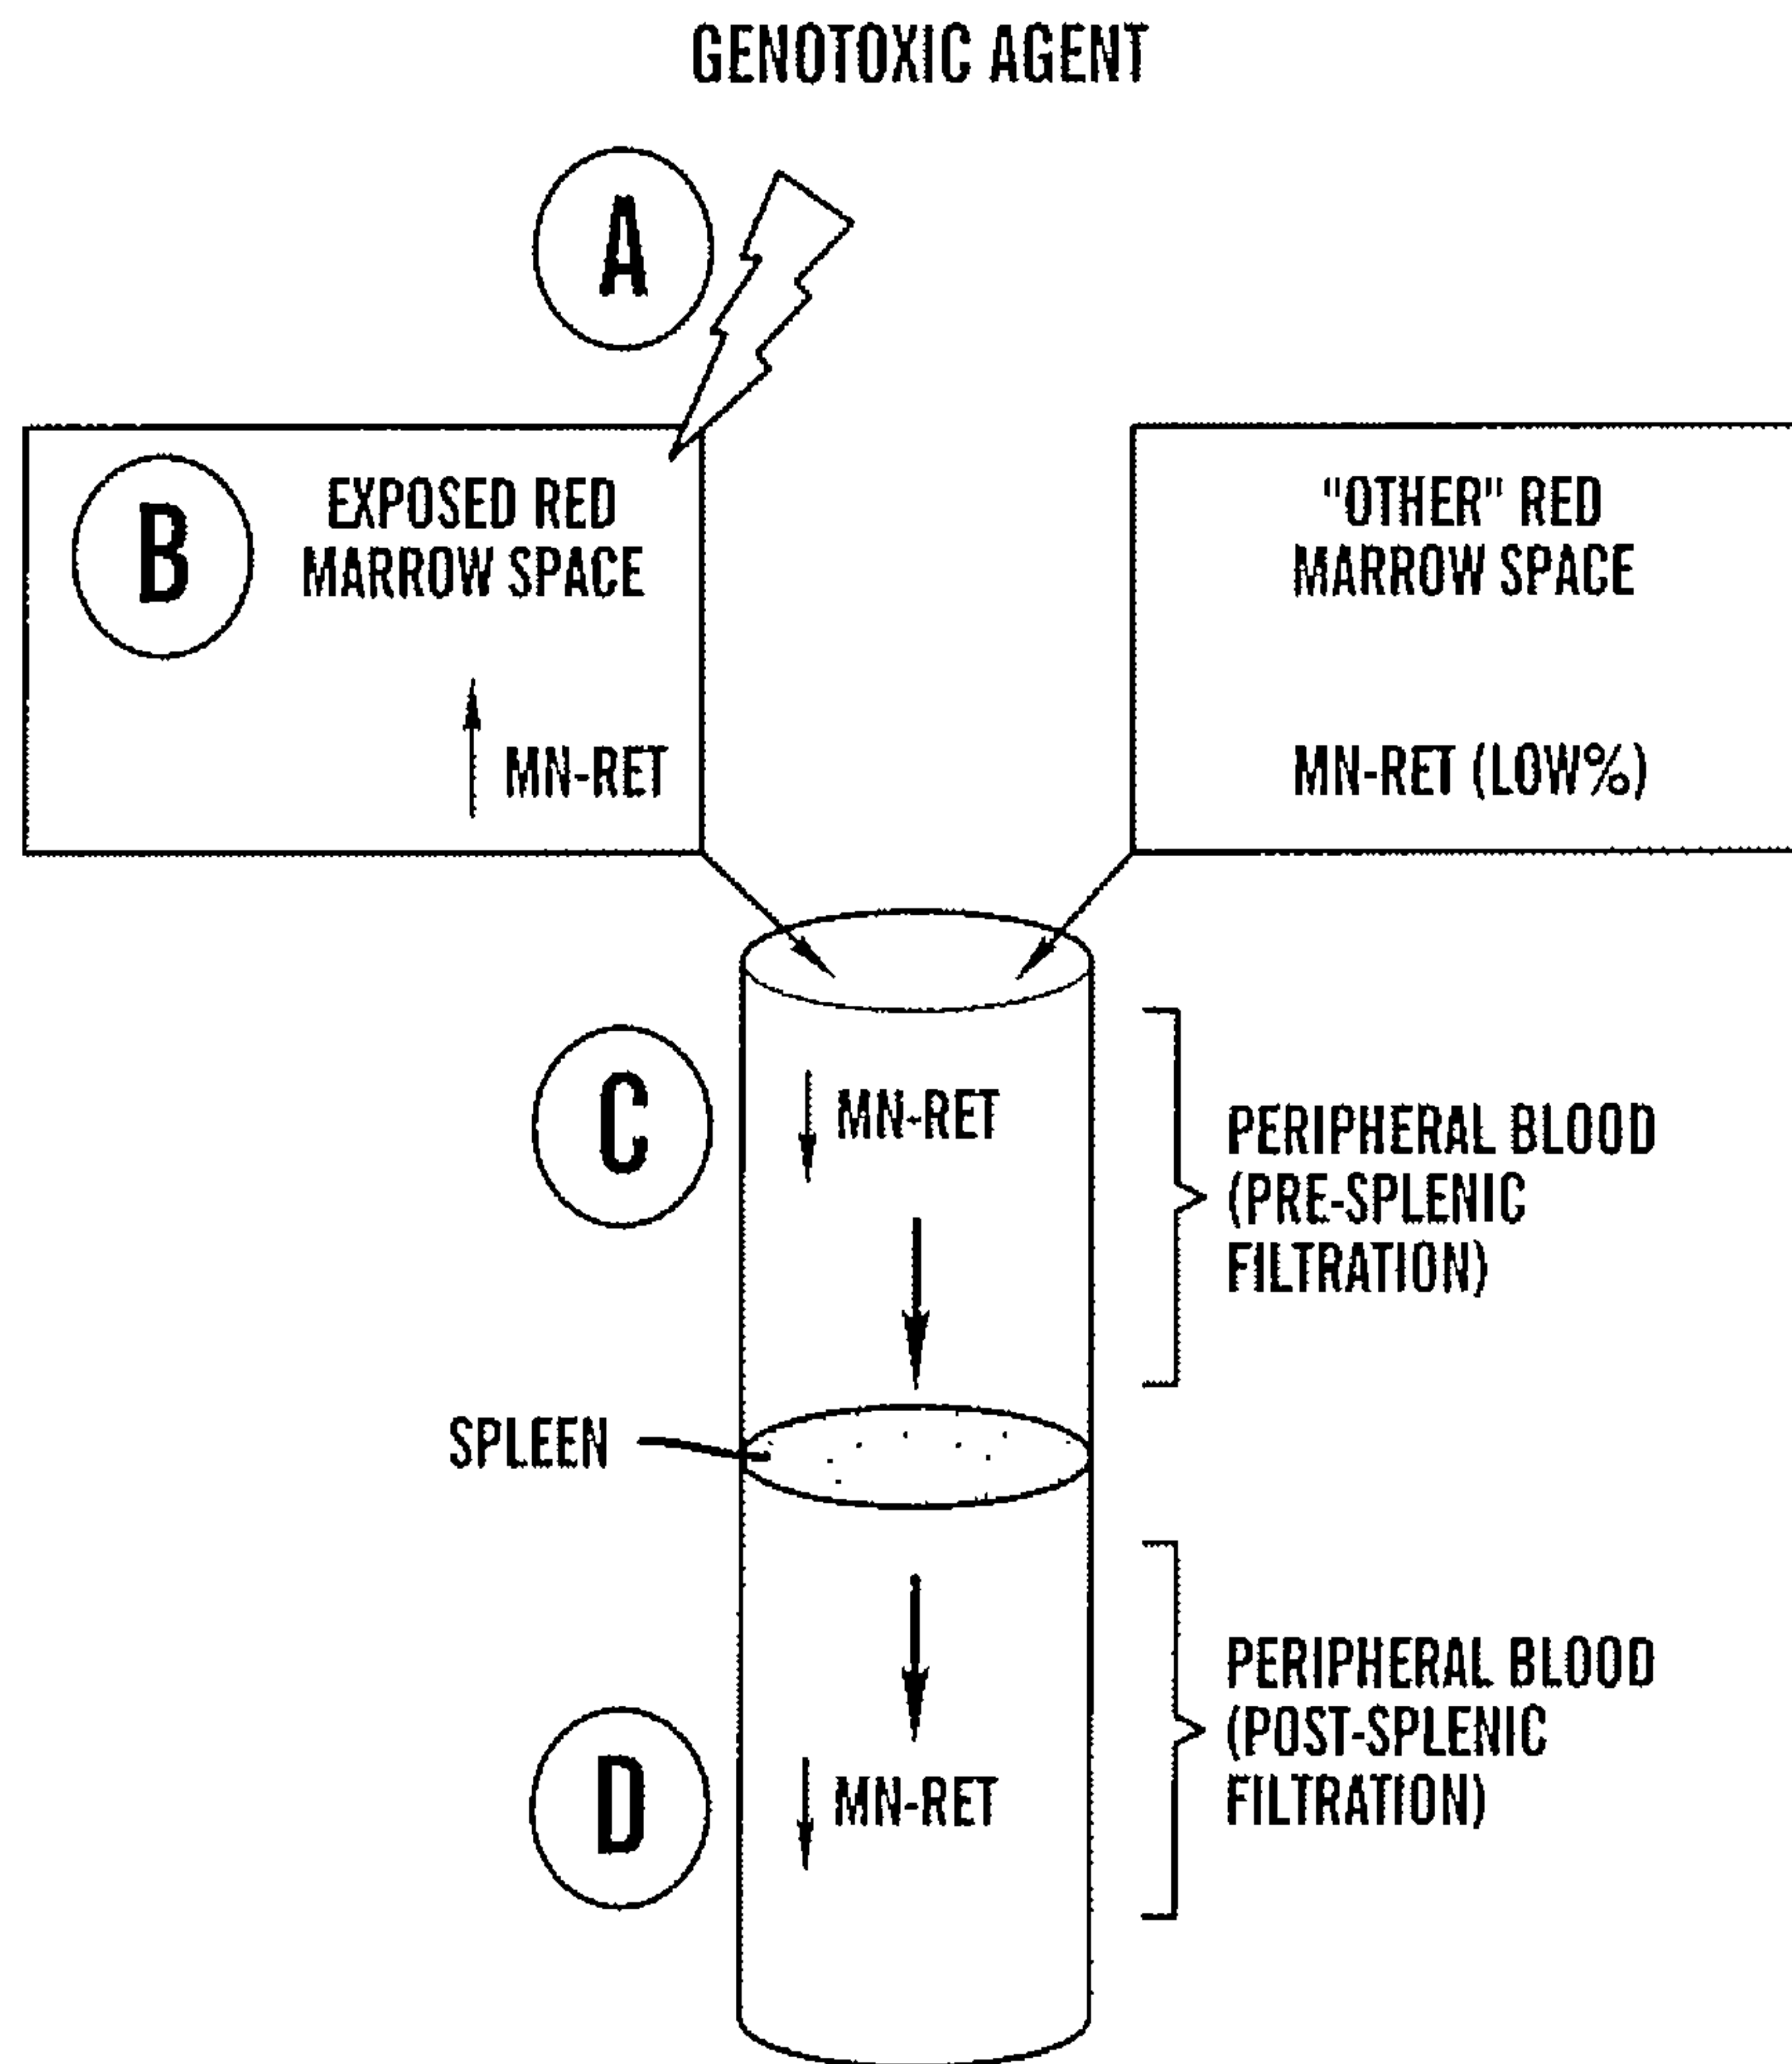 GENOTOXIC AGENT
A
B
EXPOSED RED
MARROW SPACE
MN-RET
"OTHER" RED
MARROW SPACE
MN-RET (LOW%)
C
MN-RET
PERIPHERAL BLOOD
(PRE-SPLENIC
FILTRATION)
SPLEEN
D
MN-RET
PERIPHERAL BLOOD
(POST-SPLENIC
FILTRATION)